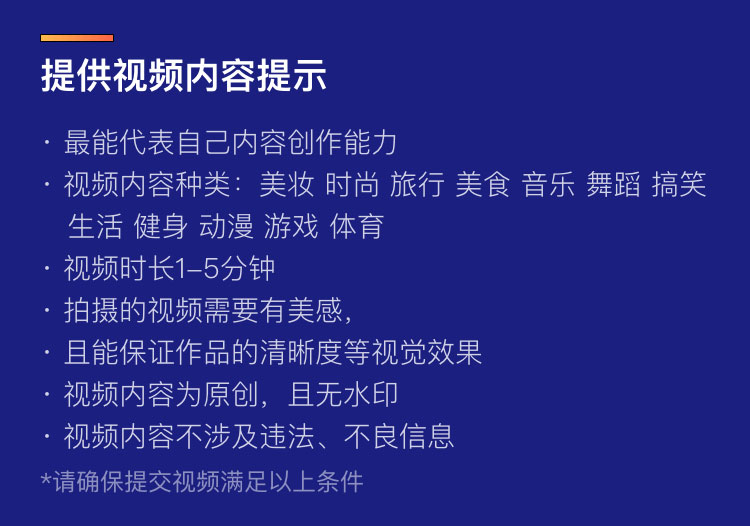 提供视频内容提示
· 最能代表自己内容创作能力
· 视频内容种类：美妆 时尚 旅行 美食 音乐 舞蹈 搞笑
生活 健身 动漫 游戏 体育
· 视频时长1-5分钟
· 拍摄的视频需要有美感，
· 且能保证作品的清晰度等视觉效果
· 视频内容为原创，且无水印
· 视频内容不涉及违法、不良信息
*请确保提交视频满足以上条件